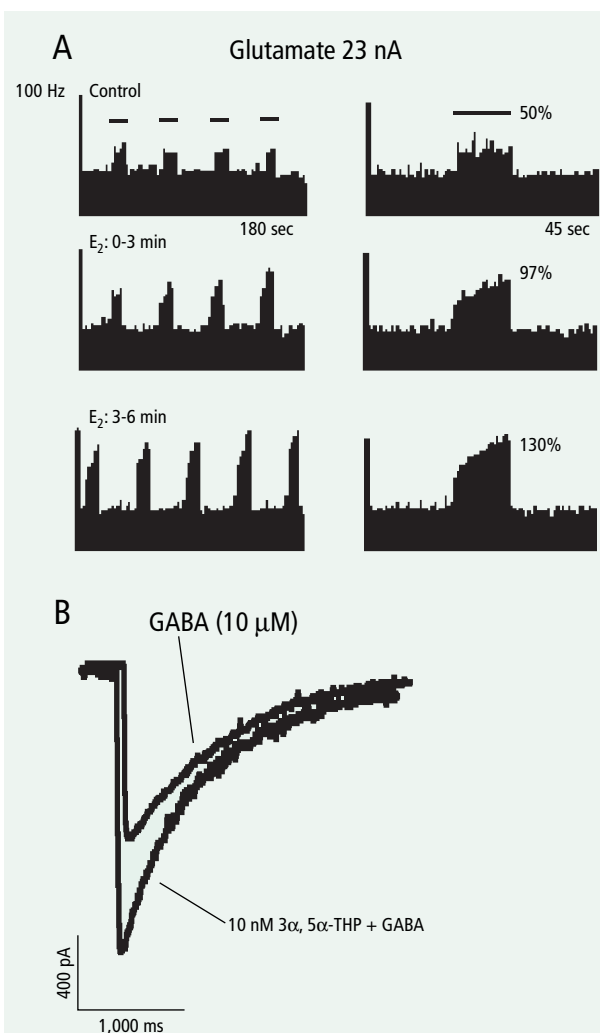 A
Glutamate 23 nA
100 Hz Control
50%
180 sec
45 sec
E₂: 0-3 min
97%
E₂: 3-6 min
130%
B
GABA (10 μM)
10 nM 3α, 5α-THP + GABA
400 pA
1,000 ms